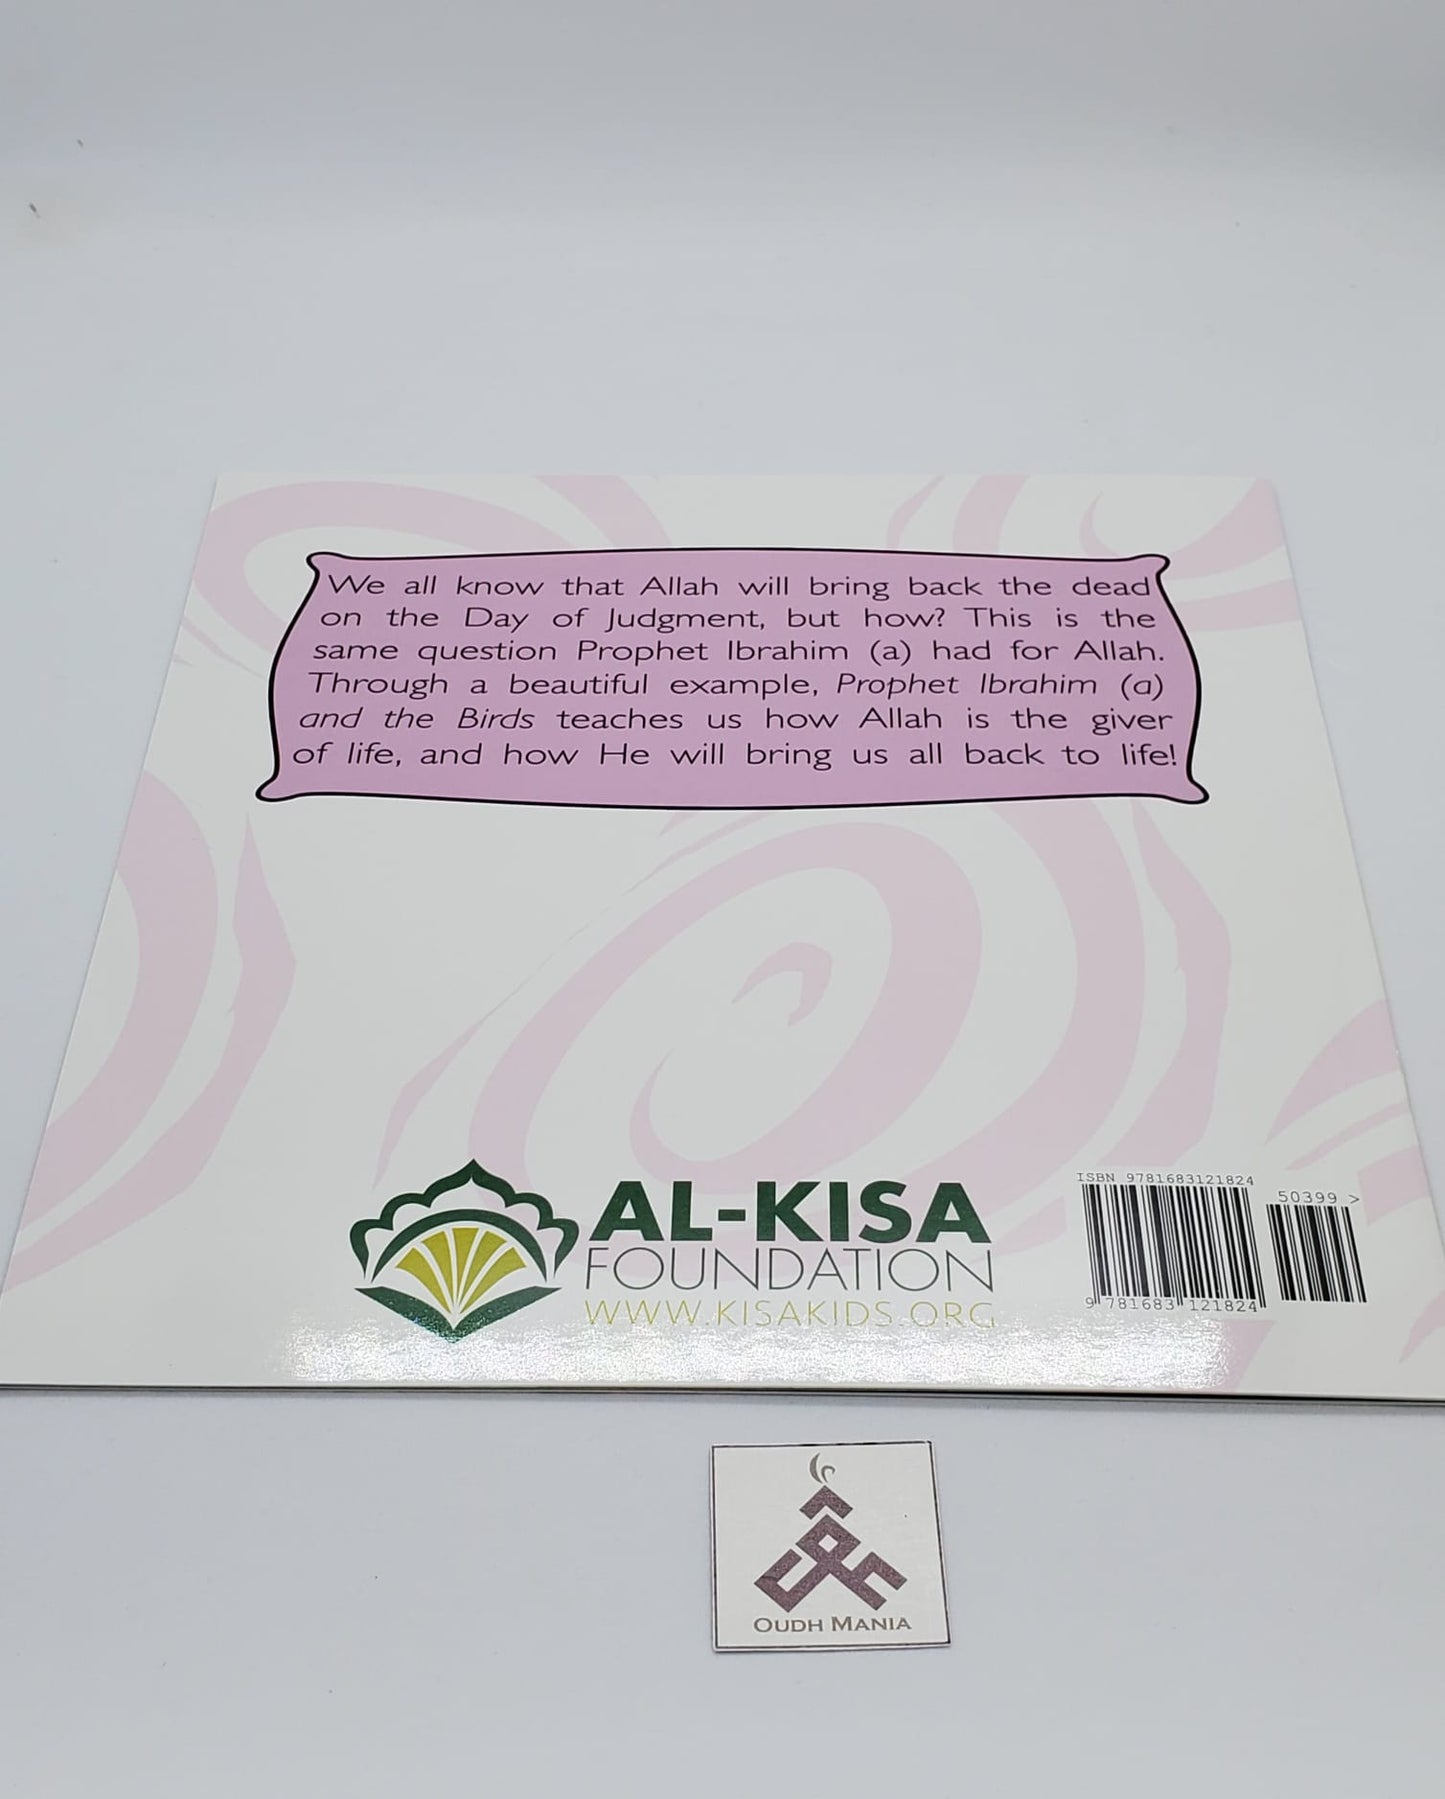 We all know that Allah will bring back the dead
on the Day of Judgment, but how? This is the
same question Prophet Ibrahim (a) had for Allah.
Through a beautiful example, Prophet Ibrahim (a)
and the Birds teaches us how Allah is the giver
of life, and how He will bring us all back to life!
AL-KISA
FOUNDATION
WWW.KISAKIDS.ORG
ISBN 9781683121824
50399 >
9 781683 121824
OUDH MANIA